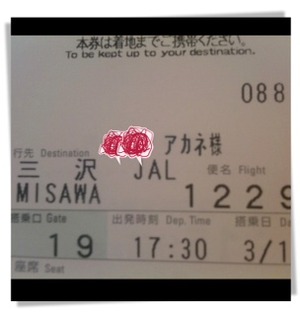 本券は着地までご携帯ください。
To be kept up to your destination.
088
アカネ様
行先 Destination 便名 Flight
三沢 JAL
MISAWA 1229
搭乗口 Gate 出発時刻 Dep. Time 搭乗日 Da
19 17:30 3/1
座席 Seat